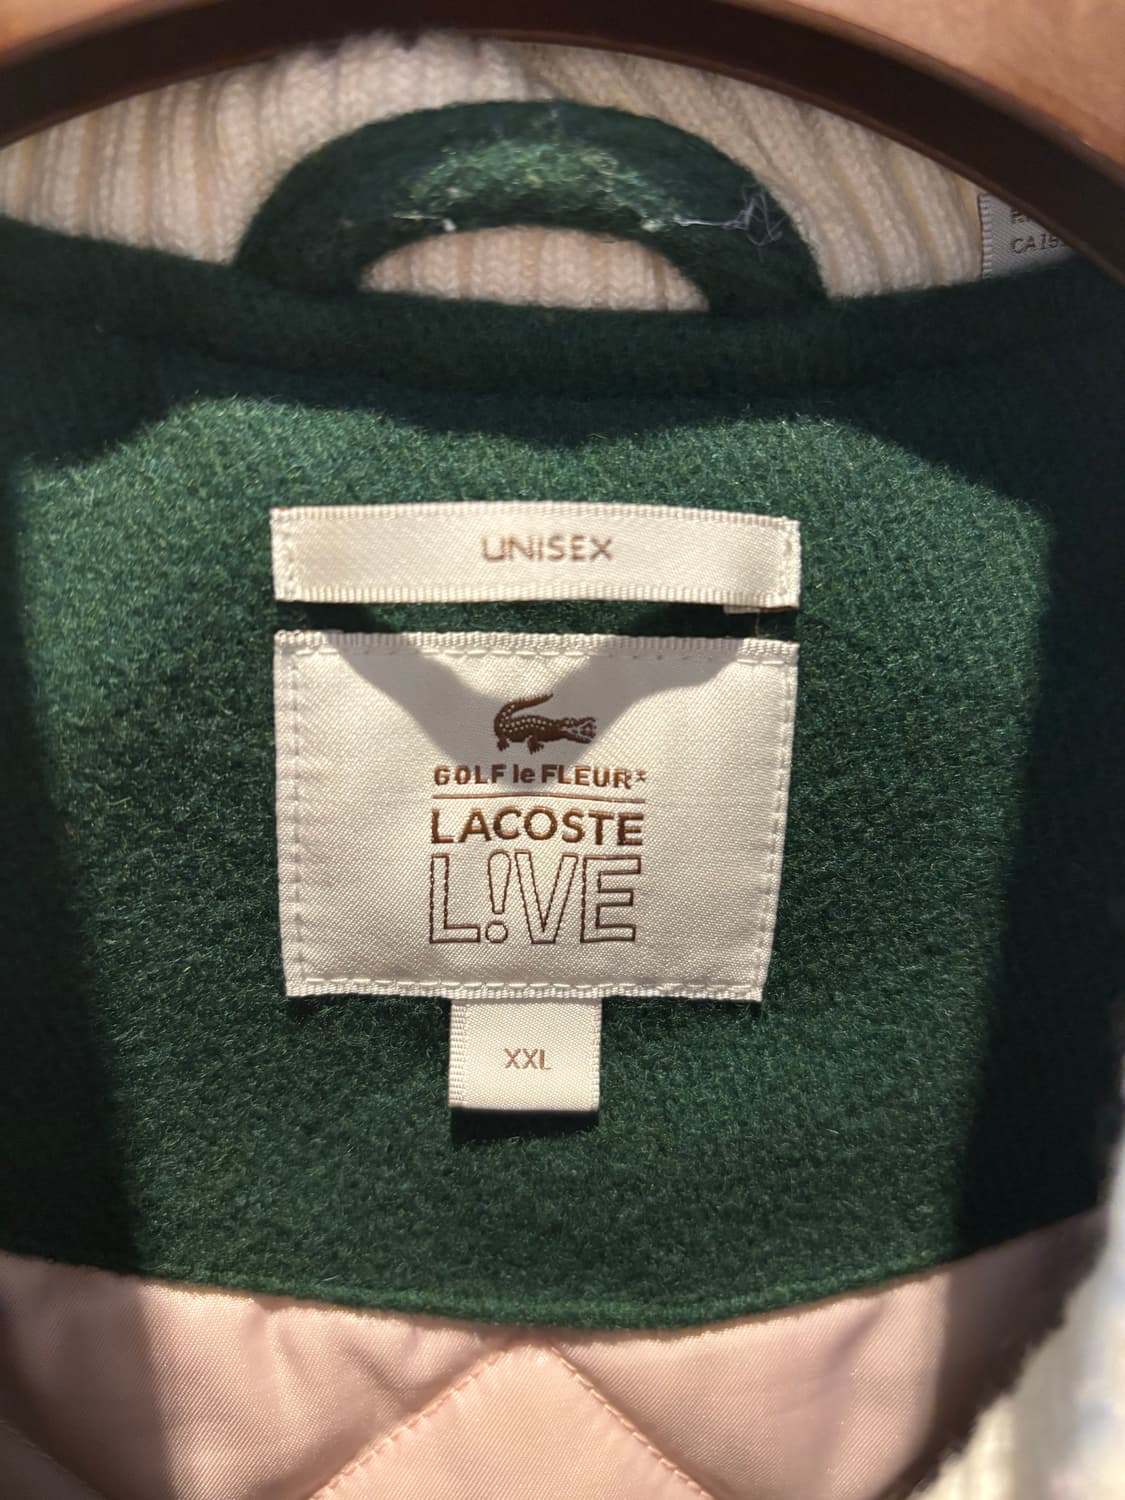 UNISEX
GOLF le FLEUR*
LACOSTE
L!VE
XXL